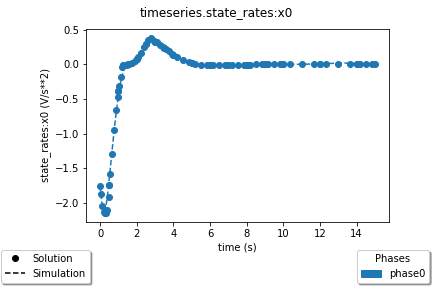 timeseries.state_rates:x0
0.5
0.0
−0.5
−1.0
−1.5
−2.0
state_rates:x0 (V/s**2)
0 2 4 6 8 10 12 14
time (s)
Solution
Simulation
Phases
phase0